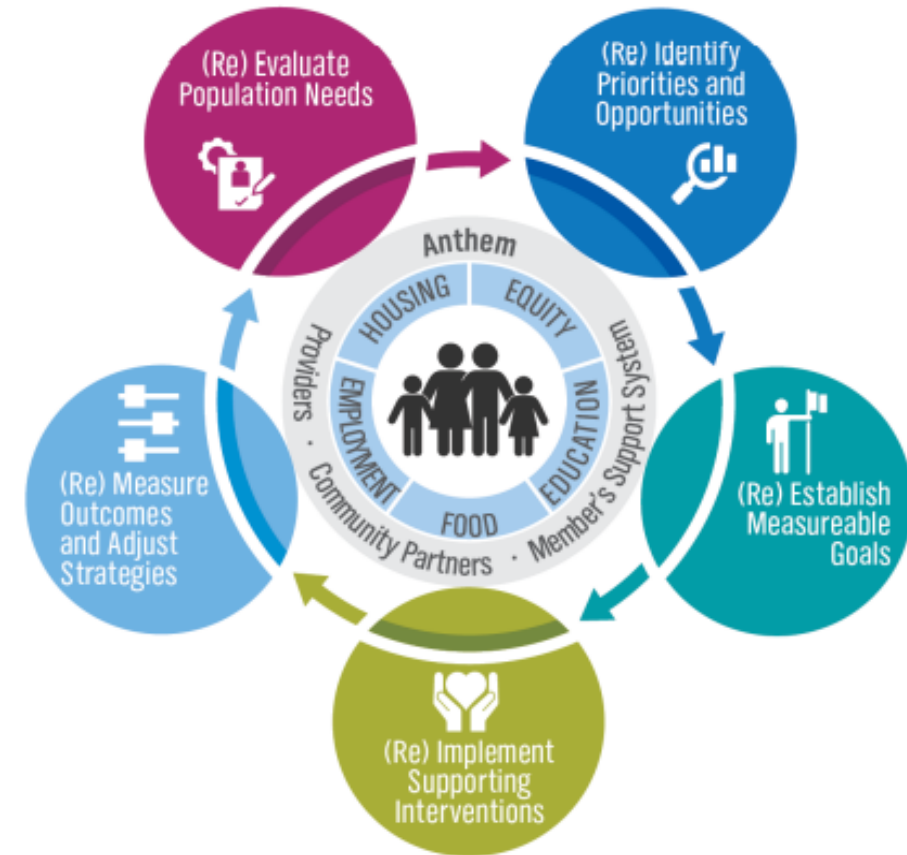 (Re) Evaluate
Population Needs
(Re) Identify
Priorities and
Opportunities
(Re) Establish
Measureable
Goals
(Re) Implement
Supporting
Interventions
(Re) Measure
Outcomes
and Adjust
Strategies
Anthem
Providers · Community Partners · Member's Support System
HOUSING
EQUITY
EDUCATION
FOOD
EMPLOYMENT